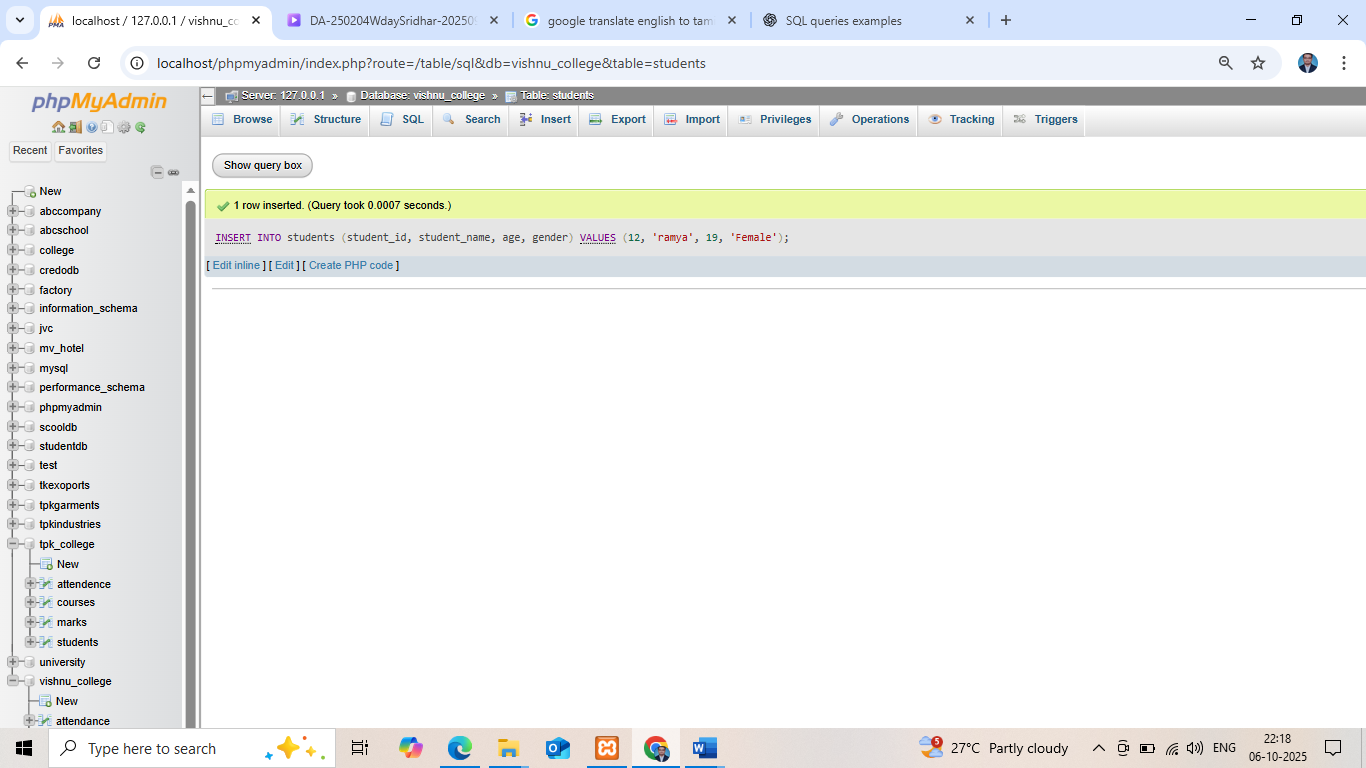 localhost / 127.0.0.1 / vishnu_co
DA-250204WdaySridhar-202509
google translate english to tami
SQL queries examples
localhost/phpmyadmin/index.php?route=/table/sql&db=vishnu_college&table=students
phpMyAdmin
Recent Favorites
New
abccompany
abcschool
college
credodb
factory
information_schema
jvc
mv_hotel
mysql
performance_schema
phpmyadmin
scooldb
studentdb
test
tkexoports
tpkgarments
tpkindustries
tpk_college
New
attendence
courses
marks
students
university
vishnu_college
New
attendance
Server: 127.0.0.1 » Database: vishnu_college » Table: students
Browse Structure SQL Search Insert Export Import Privileges Operations Tracking Triggers
Show query box
1 row inserted. (Query took 0.0007 seconds.)
INSERT INTO students (student_id, student_name, age, gender) VALUES (12, 'ramya', 19, 'Female');
[ Edit inline ] [ Edit ] [ Create PHP code ]
Type here to search
5
27°C Partly cloudy
ENG
22:18
06-10-2025